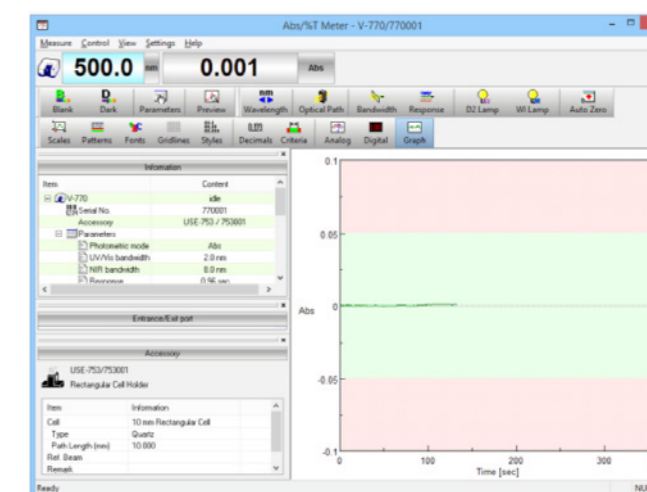 Abs/%T Meter - V-770/770001
Measure Control View Settings Help
500.0 nm 0.001 Abs
Blank Dark Parameters Preview Wavelength Optical Path Bandwidth Response D2 Lamp WI Lamp Auto Zero
Scales Patterns Fonts Gridlines Styles Decimals Criteria Analog Digital Graph
Information
Item Content
V-770 idle
Serial No. 770001
Accessory USE-753 / 753001
Parameters
Photometric mode Abs
UV/Vis bandwidth 2.0 nm
NIR bandwidth 8.0 nm
Response 0.96 sec
Entrance/Exit port
Accessory
USE-753/753001
Rectangular Cell Holder
Item Information
Cell 10 mm Rectangular Cell
Type Quartz
Path Length (mm) 10.000
Ref. Beam
Remark
0.1
0.05
Abs 0
-0.05
-0.1
0 100 200 300
Time [sec]
Ready NU